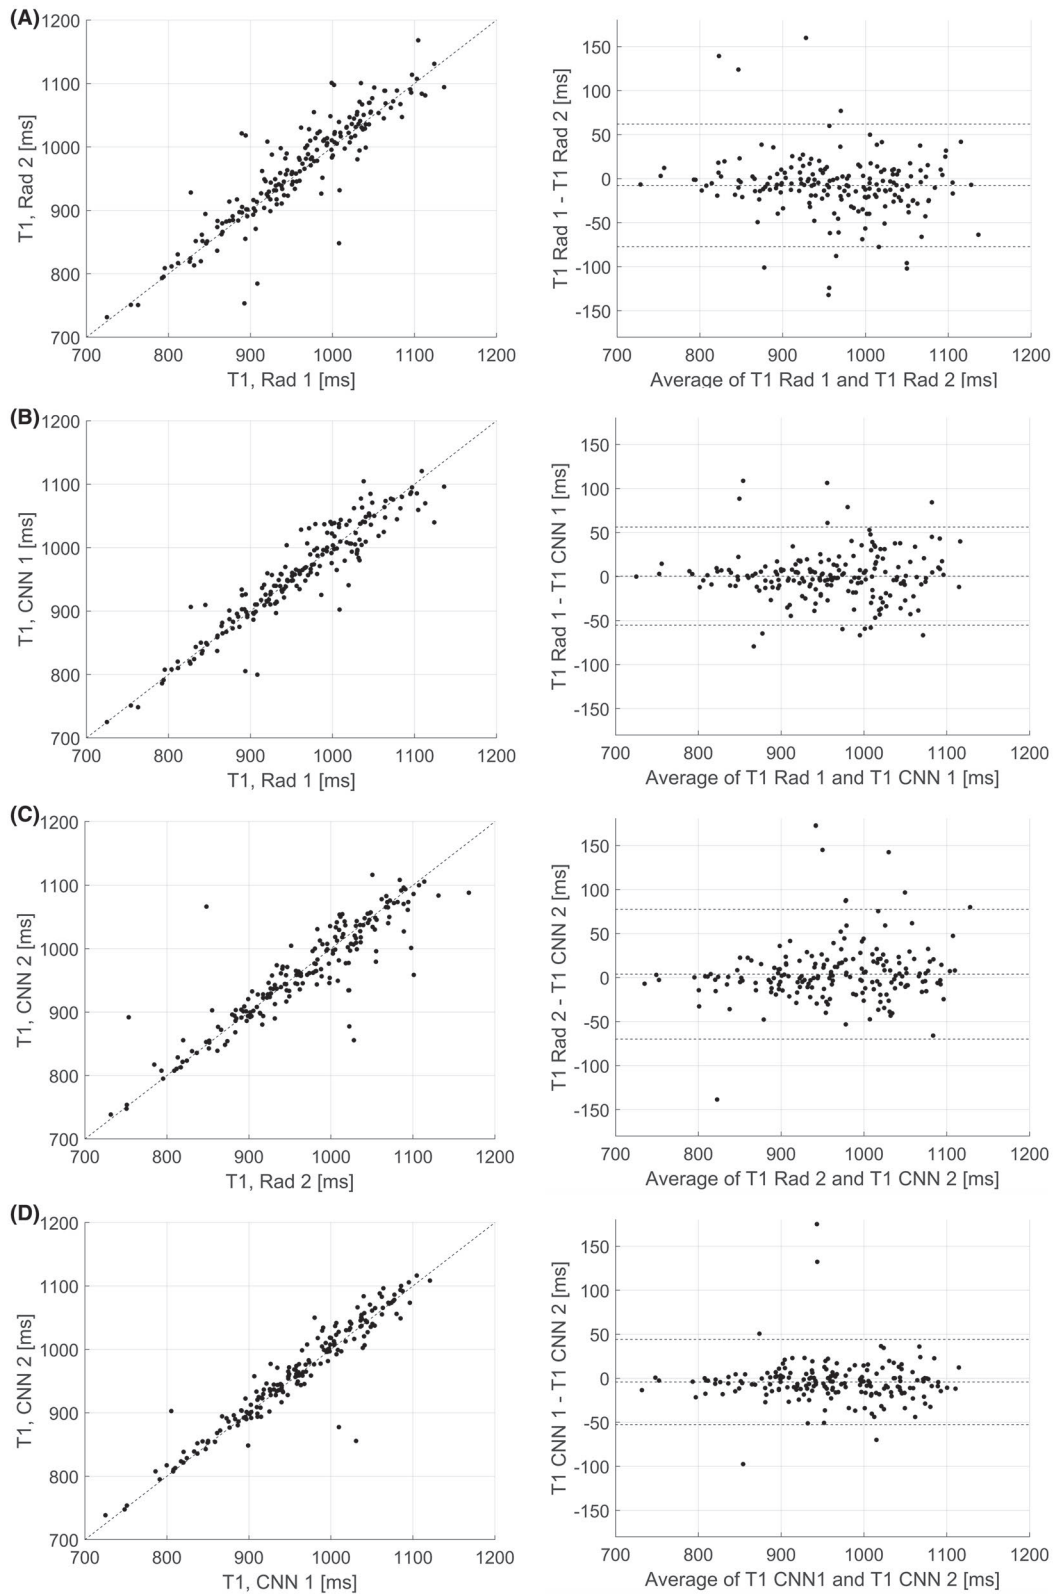 (A)
1200
1100
1000
900
800
700
T1, Rad 2 [ms]
700 800 900 1000 1100 1200
T1, Rad 1 [ms]
150
100
50
0
-50
-100
-150
T1 Rad 1 - T1 Rad 2 [ms]
700 800 900 1000 1100 1200
Average of T1 Rad 1 and T1 Rad 2 [ms]
(B)
1200
1100
1000
900
800
700
T1, CNN 1 [ms]
700 800 900 1000 1100 1200
T1, Rad 1 [ms]
150
100
50
0
-50
-100
-150
T1 Rad 1 - T1 CNN 1 [ms]
700 800 900 1000 1100 1200
Average of T1 Rad 1 and T1 CNN 1 [ms]
(C)
1200
1100
1000
900
800
700
T1, CNN 2 [ms]
700 800 900 1000 1100 1200
T1, Rad 2 [ms]
150
100
50
0
-50
-100
-150
T1 Rad 2 - T1 CNN 2 [ms]
700 800 900 1000 1100 1200
Average of T1 Rad 2 and T1 CNN 2 [ms]
(D)
1200
1100
1000
900
800
700
T1, CNN 2 [ms]
700 800 900 1000 1100 1200
T1, CNN 1 [ms]
150
100
50
0
-50
-100
-150
T1 CNN 1 - T1 CNN 2 [ms]
700 800 900 1000 1100 1200
Average of T1 CNN1 and T1 CNN 2 [ms]